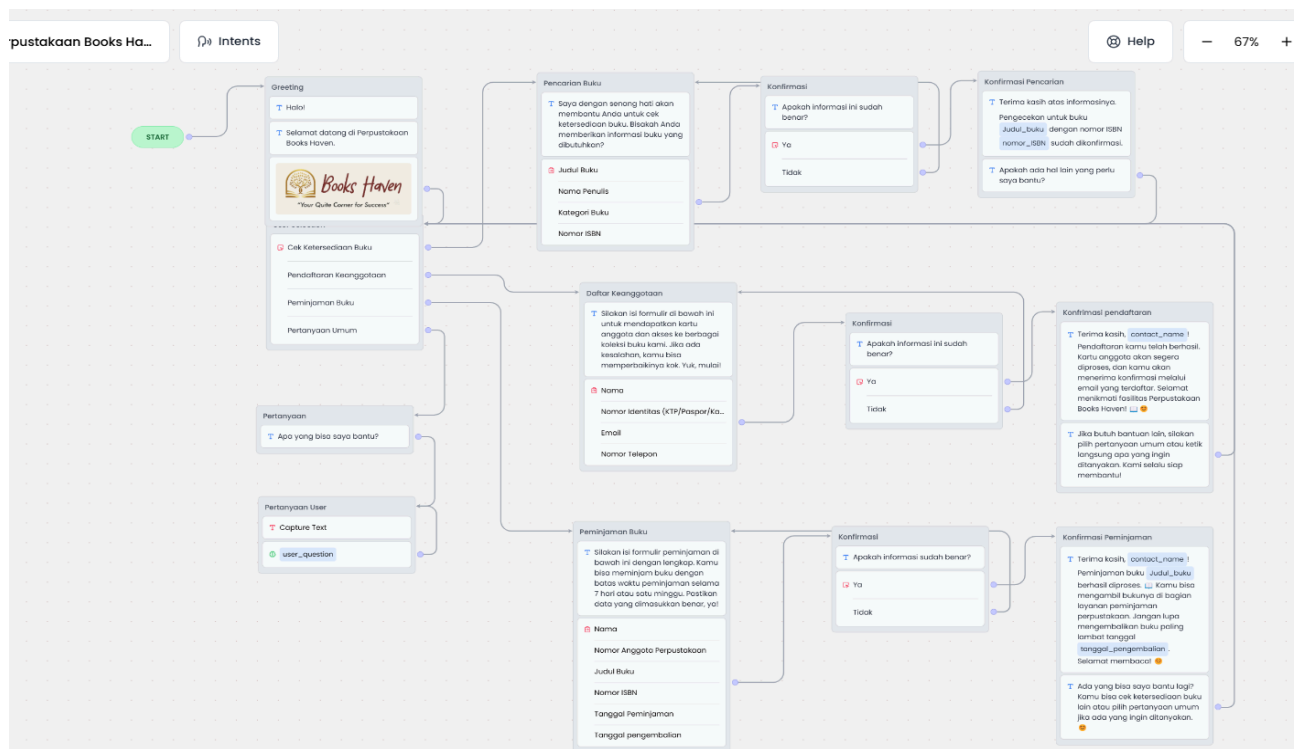 rpustakaan Books Ha...
Intents
Help
67%
START
Greeting
Halo!
Selamat datang di Perpustakaan
Books Haven.
Books Haven
"Your Quite Corner for Success"
Cek Ketersediaan Buku
Pendaftaran Keanggotaan
Peminjaman Buku
Pertanyaan Umum
Pertanyaan
Apa yang bisa saya bantu?
Pertanyaan User
Capture Text
user_question
Pencarian Buku
Saya dengan senang hati akan
membantu Anda untuk cek
ketersediaan buku. Bisakah Anda
memberikan informasi buku yang
dibutuhkan?
Judul Buku
Nama Penulis
Kategori Buku
Nomor ISBN
Konfirmasi
Apakah informasi ini sudah
benar?
Ya
Tidak
Konfirmasi Pencarian
Terima kasih atas informasinya.
Pengecekan untuk buku
Judul_buku dengan nomor ISBN
nomor_ISBN sudah dikonfirmasi.
Apakah ada hal lain yang perlu
saya bantu?
Daftar Keanggotaan
Silakan isi formulir di bawah ini
untuk mendapatkan kartu
anggota dan akses ke berbagai
koleksi buku kami. Jika ada
kesalahan, kamu bisa
memperbaikinya kok. Yuk, mulai!
Nama
Nomor Identitas (KTP/Paspor/Ka...
Email
Nomor Telepon
Konfirmasi
Apakah informasi ini sudah
benar?
Ya
Tidak
Konfrimasi pendaftaran
Terima kasih, contact_name !
Pendaftaran kamu telah berhasil.
Kartu anggota akan segera
diproses, dan kamu akan
menerima konfirmasi melalui
email yang terdaftar. Selamat
menikmati fasilitas Perpustakaan
Books Haven! 📖 😊
Jika butuh bantuan lain, silakan
pilih pertanyaan umum atau ketik
langsung apa yang ingin
ditanyakan. Kami selalu siap
membantu!
Peminjaman Buku
Silakan isi formulir peminjaman di
bawah ini dengan lengkap. Kamu
bisa meminjam buku dengan
batas waktu peminjaman selama
7 hari atau satu minggu. Pastikan
data yang dimasukkan benar, ya!
Nama
Nomor Anggota Perpustakaan
Judul Buku
Nomor ISBN
Tanggal Peminjaman
Tanggal pengembalian
Konfirmasi
Apakah informasi sudah benar?
Ya
Tidak
Konfirmasi Peminjaman
Terima kasih, contact_name !
Peminjaman buku Judul_buku
berhasil diproses. 📖 Kamu bisa
mengambil bukunya di bagian
layanan peminjaman
perpustakaan. Jangan lupa
mengembalikan buku paling
lambat tanggal
tanggal_pengembalian .
Selamat membaca! 😊
Ada yang bisa saya bantu lagi?
Kamu bisa cek ketersediaan buku
lain atau pilih pertanyaan umum
jika ada yang ingin ditanyakan.
😊